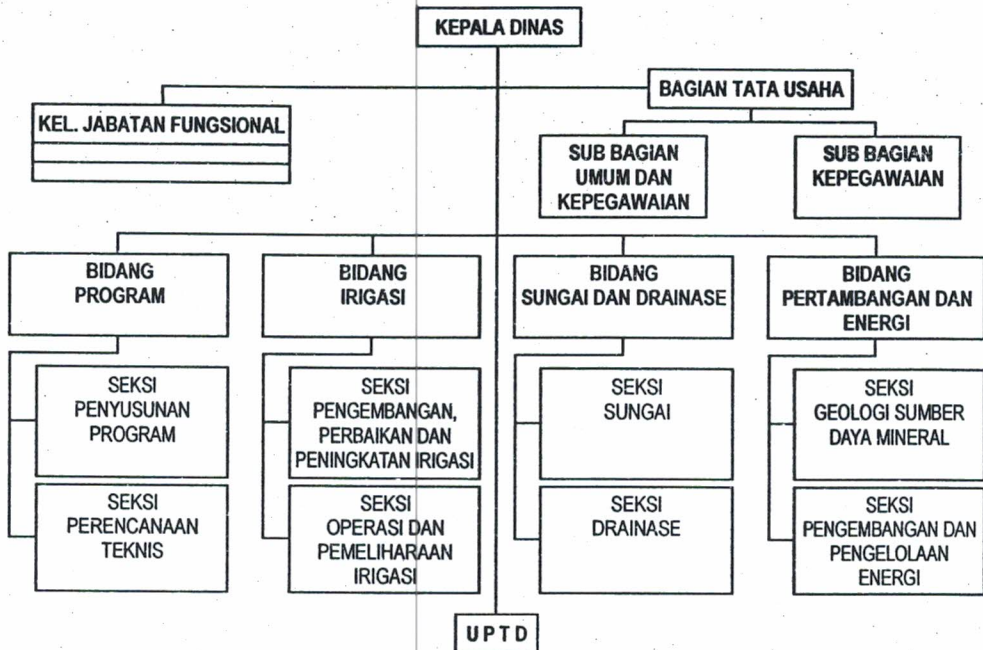 KEPALA DINAS
BAGIAN TATA USAHA
KEL. JABATAN FUNGSIONAL
SUB BAGIAN
UMUM DAN
KEPEGAWAIAN
SUB BAGIAN
KEPEGAWAIAN
BIDANG
PROGRAM
BIDANG
IRIGASI
BIDANG
SUNGAI DAN DRAINASE
BIDANG
PERTAMBANGAN DAN
ENERGI
SEKSI
PENYUSUNAN
PROGRAM
SEKSI
PENGEMBANGAN,
PERBAIKAN DAN
PENINGKATAN IRIGASI
SEKSI
SUNGAI
SEKSI
GEOLOGI SUMBER
DAYA MINERAL
SEKSI
PERENCANAAN
TEKNIS
SEKSI
OPERASI DAN
PEMELIHARAAN
IRIGASI
SEKSI
DRAINASE
SEKSI
PENGEMBANGAN DAN
PENGELOLAAN
ENERGI
UPTD